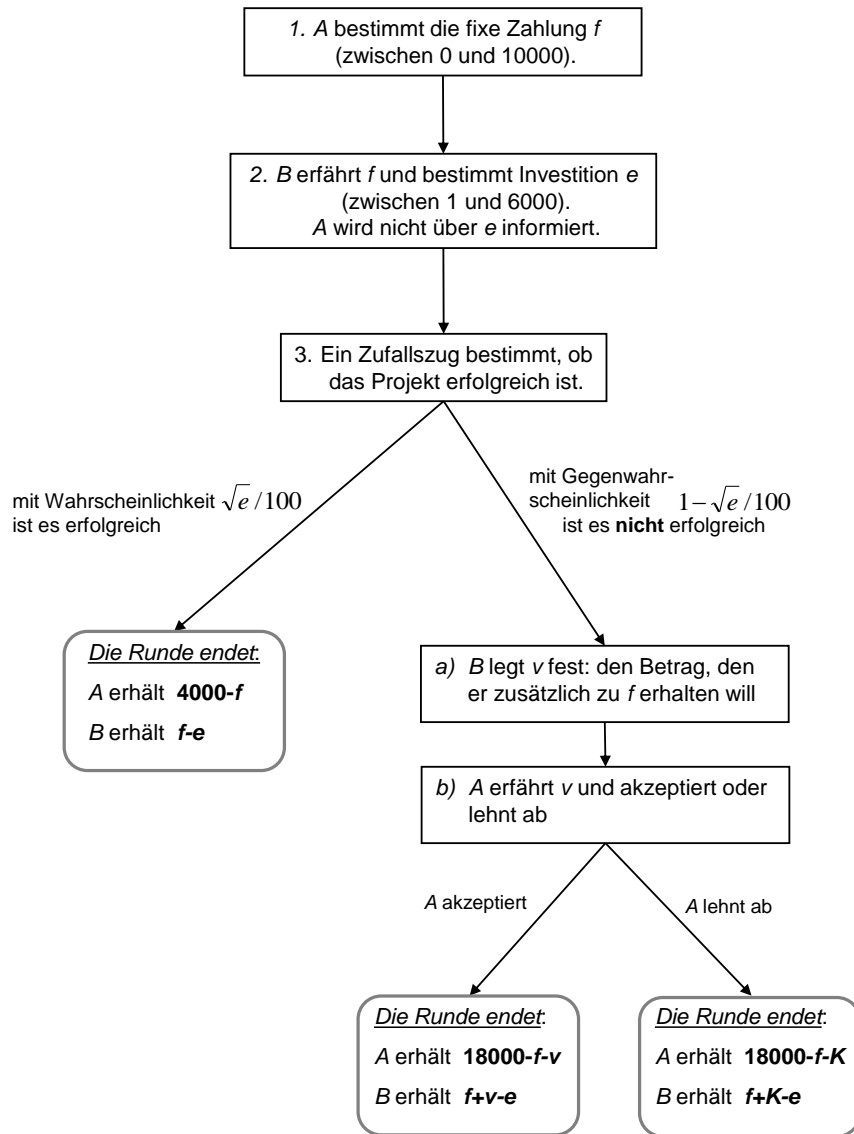 1. A bestimmt die fixe Zahlung f
(zwischen 0 und 10000).
2. B erfährt f und bestimmt Investition e
(zwischen 1 und 6000).
A wird nicht über e informiert.
3. Ein Zufallszug bestimmt, ob
das Projekt erfolgreich ist.
mit Wahrscheinlichkeit √e /100
ist es erfolgreich
mit Gegenwahr-
scheinlichkeit 1−√e /100
ist es nicht erfolgreich
Die Runde endet:
A erhält 4000-f
B erhält f-e
a) B legt v fest: den Betrag, den
er zusätzlich zu f erhalten will
b) A erfährt v und akzeptiert oder
lehnt ab
A akzeptiert
A lehnt ab
Die Runde endet:
A erhält 18000-f-v
B erhält f+v-e
Die Runde endet:
A erhält 18000-f-K
B erhält f+K-e